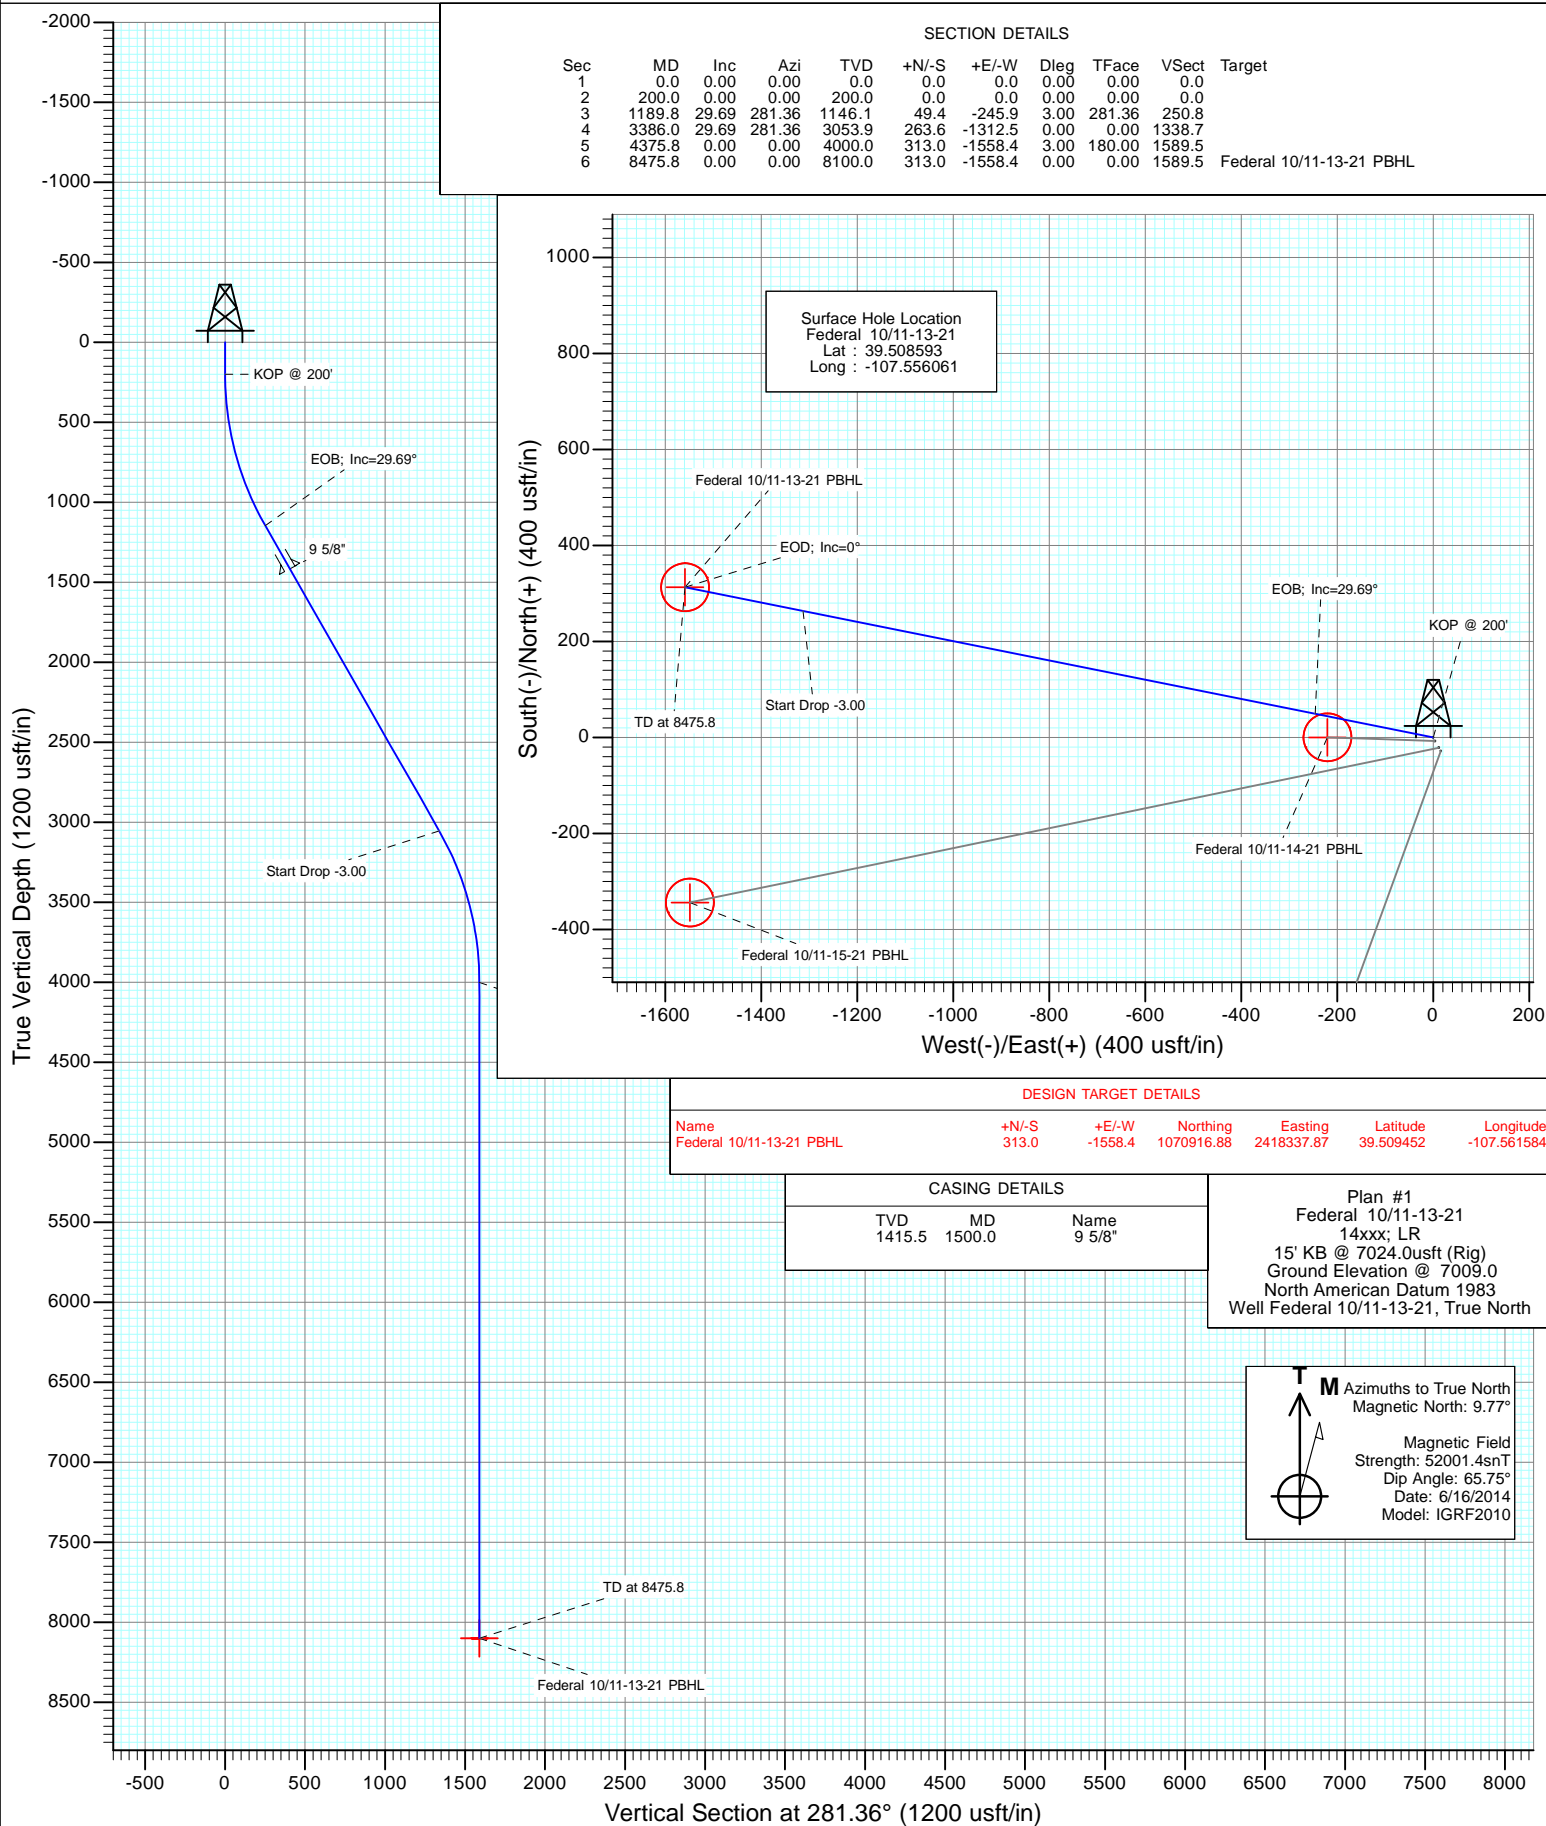 SECTION DETAILS
Sec MD Inc Azi TVD +N/-S +E/-W Dleg TFace VSect Target
1 0.0 0.00 0.00 0.0 0.0 0.0 0.00 0.00 0.0
2 200.0 0.00 0.00 200.0 0.0 0.0 0.00 0.00 0.0
3 1189.8 29.69 281.36 1146.1 49.4 -245.9 3.00 281.36 250.8
4 3386.0 29.69 281.36 3053.9 263.6 -1312.5 0.00 0.00 1338.7
5 4375.8 0.00 0.00 4000.0 313.0 -1558.4 3.00 180.00 1589.5
6 8475.8 0.00 0.00 8100.0 313.0 -1558.4 0.00 0.00 1589.5 Federal 10/11-13-21 PBHL
True Vertical Depth (1200 usft/in)
-2000
-1500
-1000
-500
0
500
1000
1500
2000
2500
3000
3500
4000
4500
5000
5500
6000
6500
7000
7500
8000
8500
KOP @ 200'
EOB; Inc=29.69°
9 5/8"
Start Drop -3.00
TD at 8475.8
Federal 10/11-13-21 PBHL
-500 0 500 1000 1500 2000 2500 3000 3500 4000 4500 5000 5500 6000 6500 7000 7500 8000
Vertical Section at 281.36° (1200 usft/in)
South(-)/North(+) (400 usft/in)
1000
800
600
400
200
0
-200
-400
Surface Hole Location
Federal 10/11-13-21
Lat : 39.508593
Long : -107.556061
Federal 10/11-13-21 PBHL
EOD; Inc=0°
EOB; Inc=29.69°
KOP @ 200'
Start Drop -3.00
TD at 8475.8
Federal 10/11-14-21 PBHL
Federal 10/11-15-21 PBHL
-1600 -1400 -1200 -1000 -800 -600 -400 -200 0 200
West(-)/East(+) (400 usft/in)
DESIGN TARGET DETAILS
Name +N/-S +E/-W Northing Easting Latitude Longitude
Federal 10/11-13-21 PBHL 313.0 -1558.4 1070916.88 2418337.87 39.509452 -107.561584
CASING DETAILS
TVD MD Name
1415.5 1500.0 9 5/8"
Plan #1
Federal 10/11-13-21
14xxx; LR
15' KB @ 7024.0usft (Rig)
Ground Elevation @ 7009.0
North American Datum 1983
Well Federal 10/11-13-21, True North
T
M
Azimuths to True North
Magnetic North: 9.77°
Magnetic Field
Strength: 52001.4snT
Dip Angle: 65.75°
Date: 6/16/2014
Model: IGRF2010